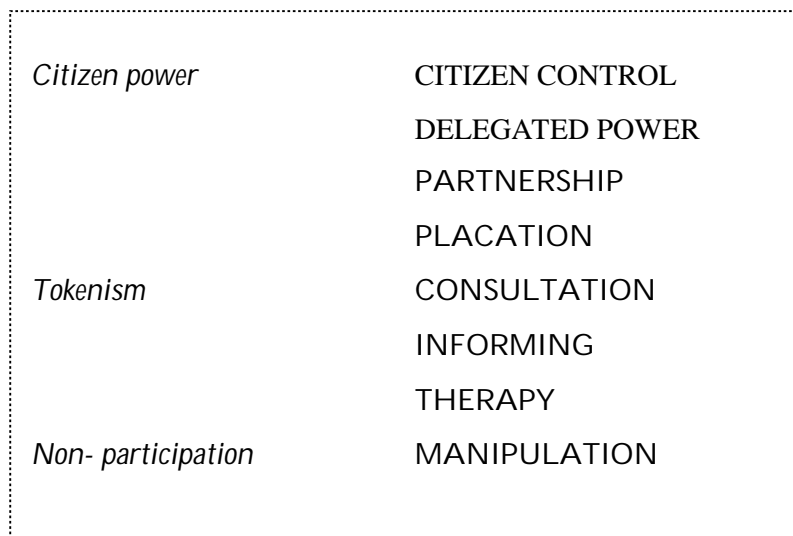 Citizen power CITIZEN CONTROL
DELEGATED POWER
PARTNERSHIP
PLACATION
Tokenism CONSULTATION
INFORMING
THERAPY
Non- participation MANIPULATION